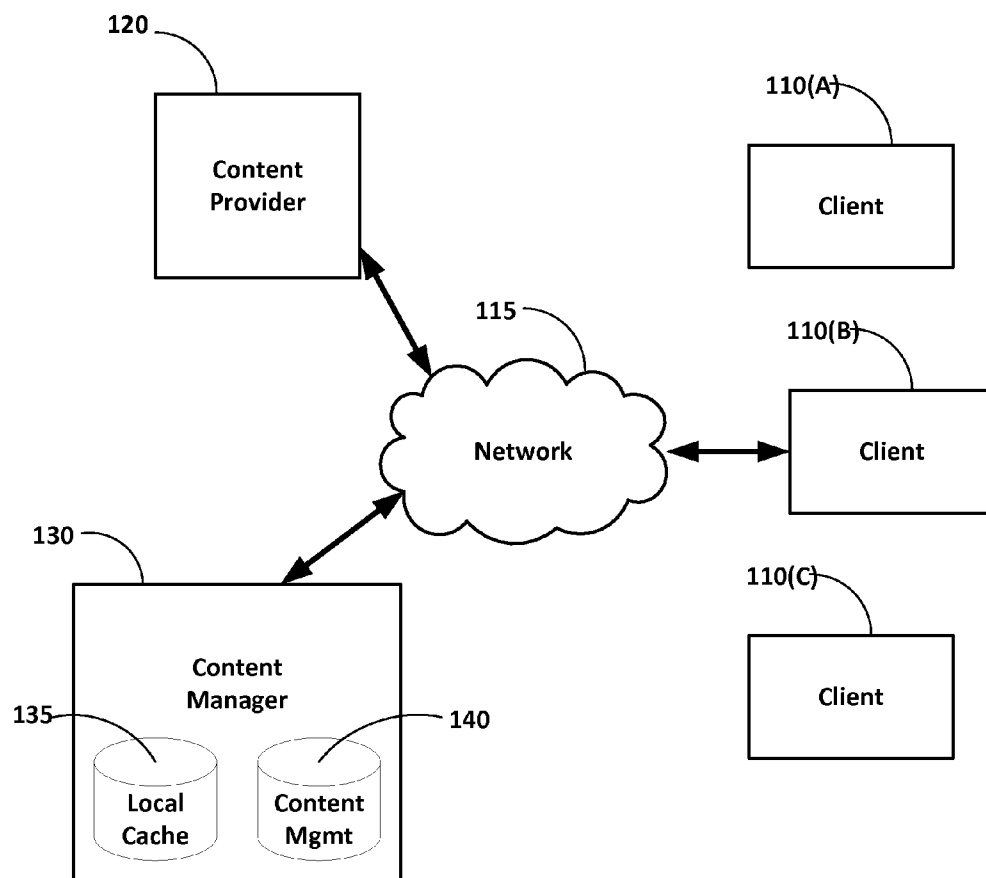 120
Content
Provider
110(A)
Client
115
110(B)
Network
Client
130
110(C)
Content
Manager
Client
135
140
Local
Cache
Content
Mgmt